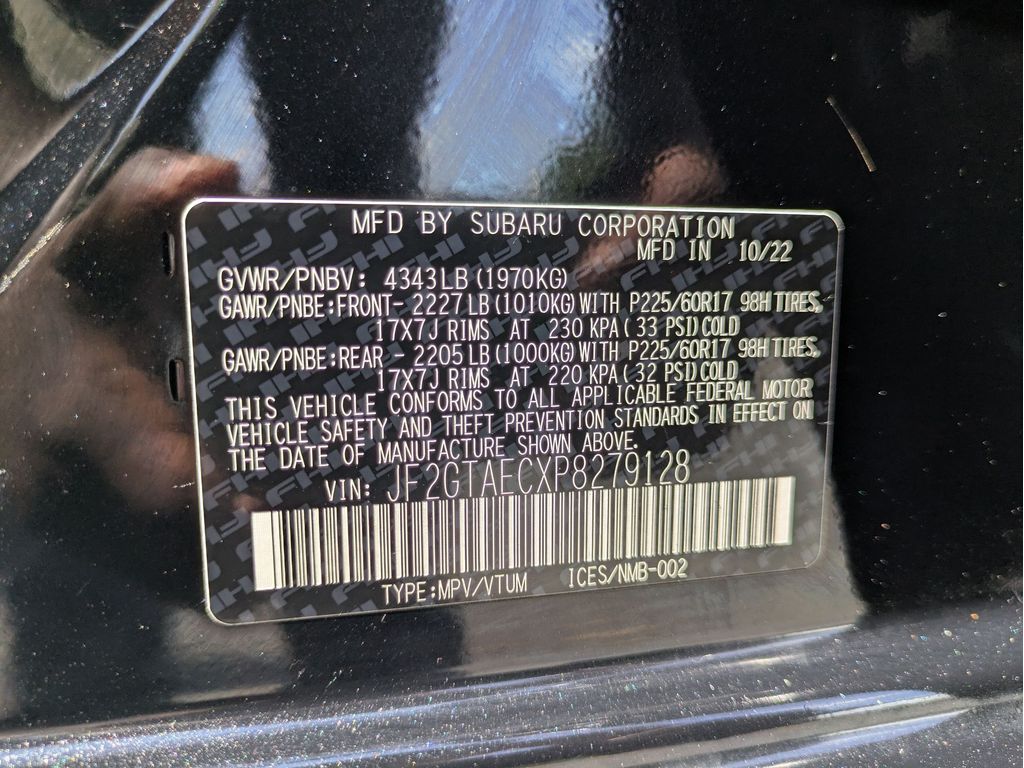 MFD BY SUBARU CORPORATION
MFD IN 10/22
GVWR/PNBV: 4343LB (1970KG)
GAWR/PNBE:FRONT- 2227LB (1010KG) WITH P225/60R17 98H TIRES,
17X7J RIMS AT 230 KPA ( 33 PSI) COLD
GAWR/PNBE:REAR - 2205LB (1000KG) WITH P225/60R17 98H TIRES,
17X7J RIMS AT 220 KPA ( 32 PSI) COLD
THIS VEHICLE CONFORMS TO ALL APPLICABLE FEDERAL MOTOR
VEHICLE SAFETY AND THEFT PREVENTION STANDARDS IN EFFECT ON
THE DATE OF MANUFACTURE SHOWN ABOVE.
VIN: JF2GTAECXP8279128
TYPE:MPV/VTUM ICES/NMB-002